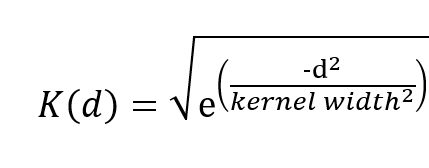 K(d) = √e^(-d²/kernel width²)